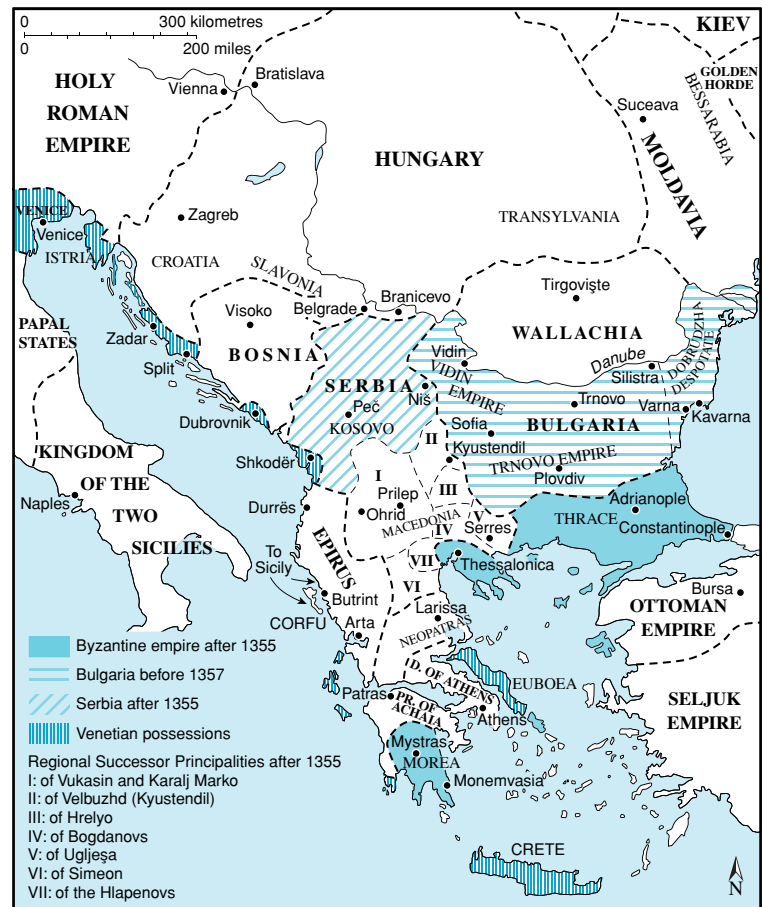 0 300 kilometres
0 200 miles
KIEV
GOLDEN
HORDE
BESSARABIA
HOLY
ROMAN
EMPIRE
Vienna
Bratislava
Suceava
MOLDAVIA
HUNGARY
TRANSYLVANIA
VENICE
Venice
ISTRIA
Zagreb
CROATIA
SLAVONIA
Belgrade
Branicevo
Tirgovişte
WALLACHIA
Visoko
BOSNIA
PAPAL
STATES
Zadar
Split
Vidin
VIDIN
EMPIRE
Danube
Silistra
DOBRUDZHA
DESPOTATE
SERBIA
Niš
Peč
KOSOVO
Trnovo
Varna
Kavarna
BULGARIA
Sofia
Dubrovnik
II
Kyustendil
TRNOVO EMPIRE
Plovdiv
Shkodër
KINGDOM
OF THE
TWO
SICILIES
Naples
I
III
Prilep
Ohrid
MACEDONIA
IV
V
Serres
Adrianople
THRACE
Constantinople
Durrës
EPIRUS
VII
Thessalonica
To
Sicily
VI
Butrint
CORFU
Larissa
Arta
NEOPATRAS
Bursa
OTTOMAN
EMPIRE
D. OF ATHENS
EUBOEA
Patras
PR. OF
ACHAIA
Athens
SELJUK
EMPIRE
Mystras
MOREA
Monemvasia
CRETE
Byzantine empire after 1355
Bulgaria before 1357
Serbia after 1355
Venetian possessions
Regional Successor Principalities after 1355
I: of Vukasin and Karalj Marko
II: of Velbuzhd (Kyustendil)
III: of Hrelyo
IV: of Bogdanovs
V: of Ugljeşa
VI: of Simeon
VII: of the Hlapenovs
N